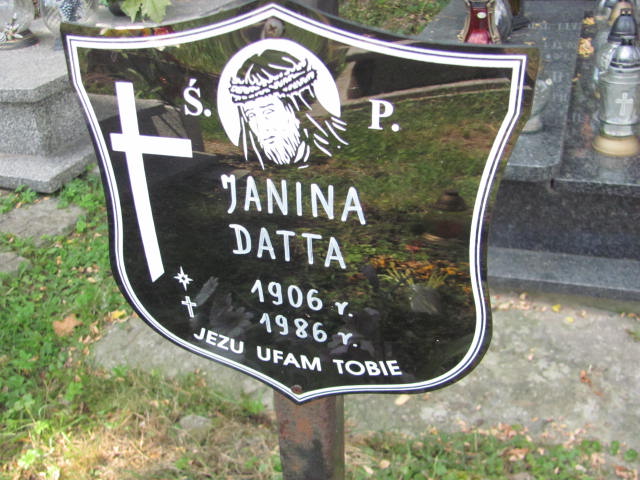 Ś. P.
JANINA
DATTA
1906 r.
1986 r.
JEZU UFAM TOBIE